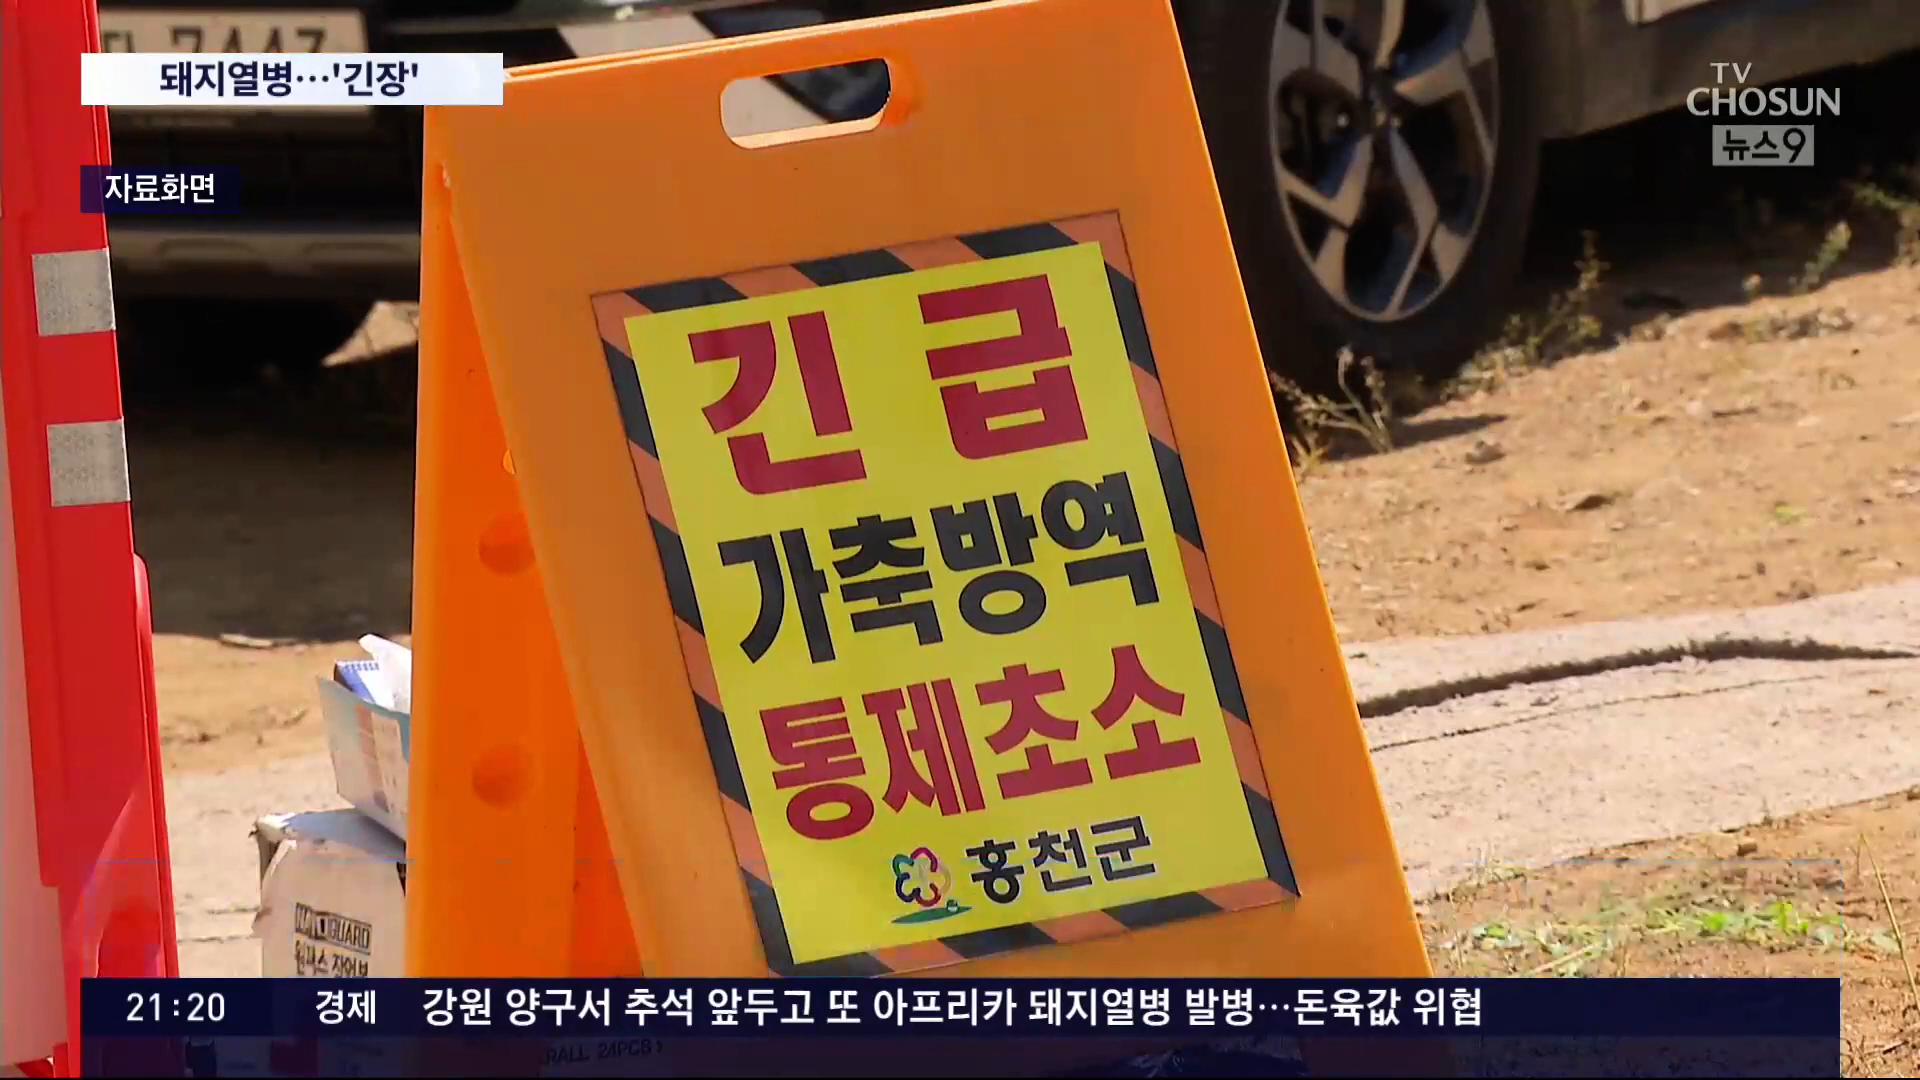 돼지열병…'긴장'
자료화면
TV
CHOSUN
뉴스9
긴급
가축방역
통제초소
홍천군
NANOGUARD
21:20 경제 강원 양구서 추석 앞두고 또 아프리카 돼지열병 발병…돈육값 위협